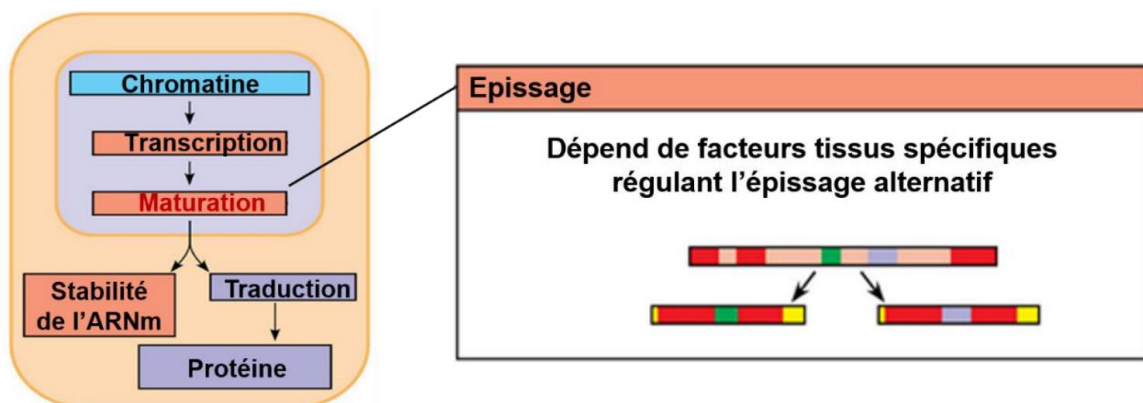 Chromatine
Transcription
Maturation
Stabilité
de l'ARNm
Traduction
Protéine
Epissage
Dépend de facteurs tissus spécifiques
régulant l'épissage alternatif